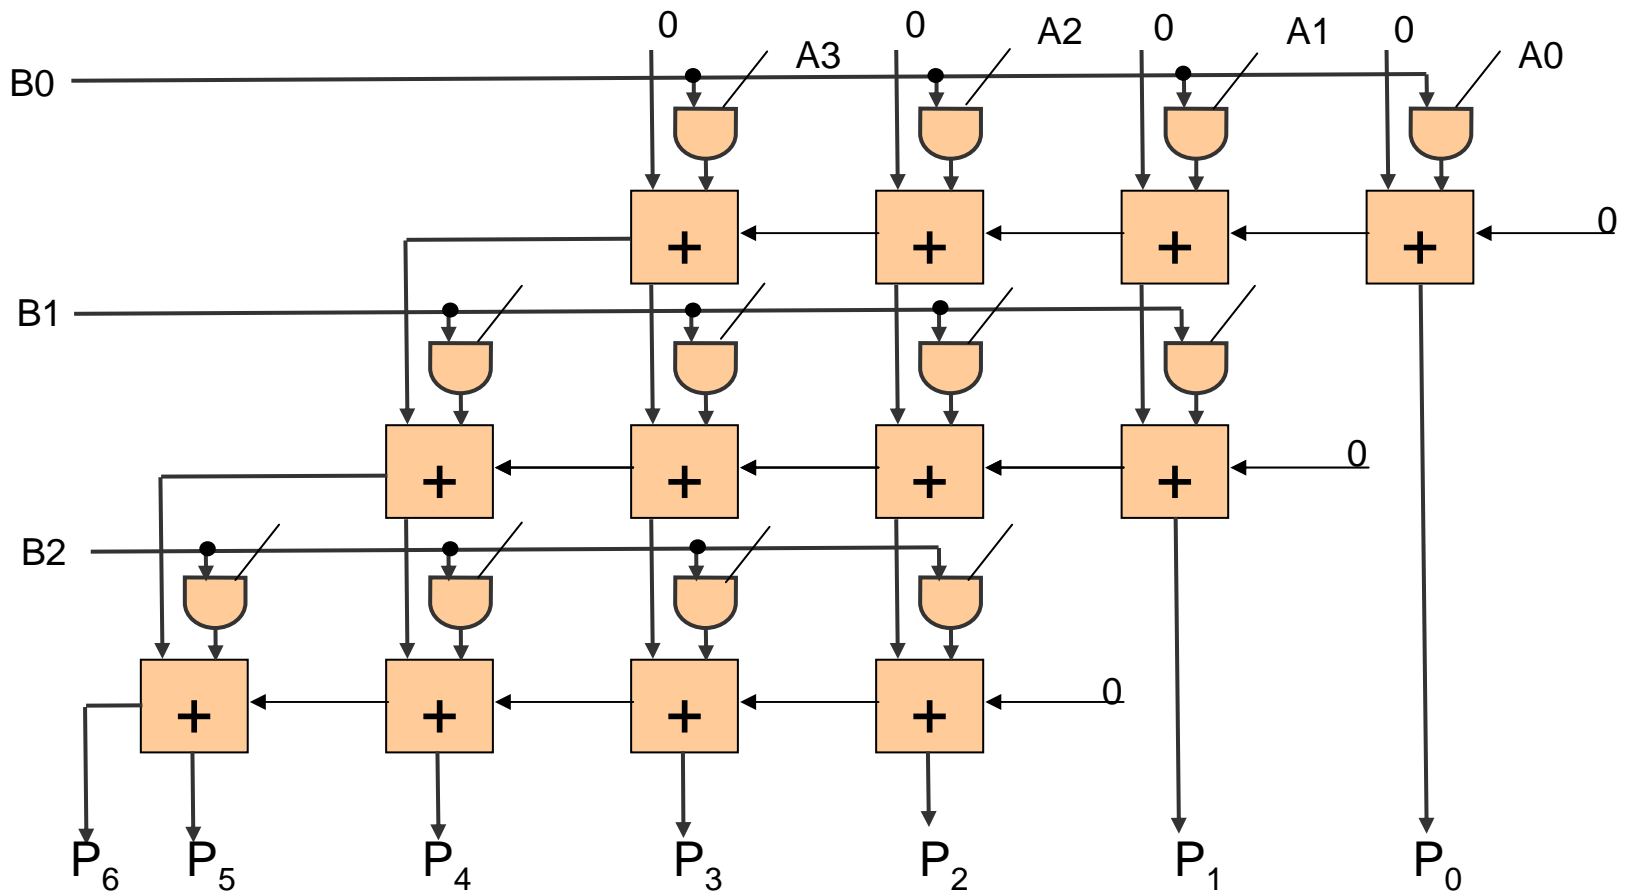 0 0 0 0
A3 A2 A1 A0
B0
+ + + + 0
B1
+ + + + 0
B2
+ + + + 0
P6 P5 P4 P3 P2 P1 P0